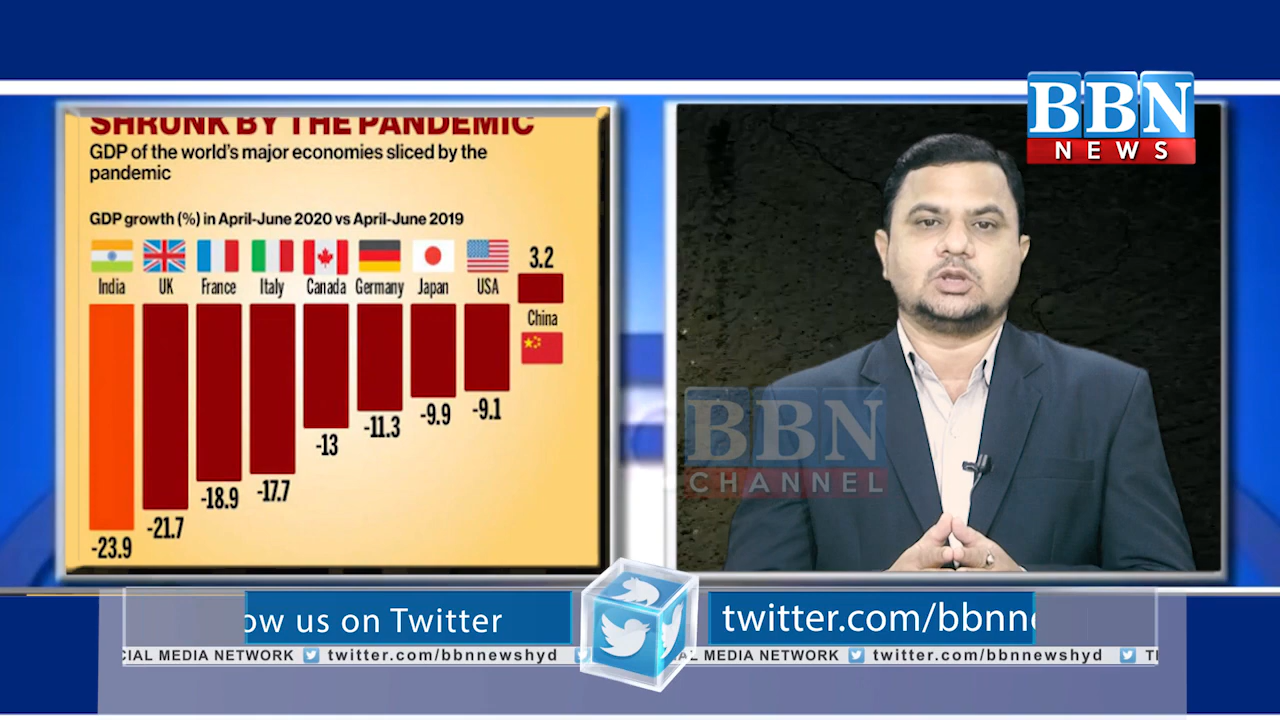 SHRUNK BY THE PANDEMIC
GDP of the world's major economies sliced by the
pandemic
GDP growth (%) in April-June 2020 vs April-June 2019
India UK France Italy Canada Germany Japan USA
3.2
China
-23.9
-21.7
-18.9
-17.7
-13
-11.3
-9.9
-9.1
BBN
NEWS
BBN
CHANNEL
ow us on Twitter
twitter.com/bbnne
CIAL MEDIA NETWORK twitter.com/bbnnewshyd
AL MEDIA NETWORK twitter.com/bbnnewshyd TI